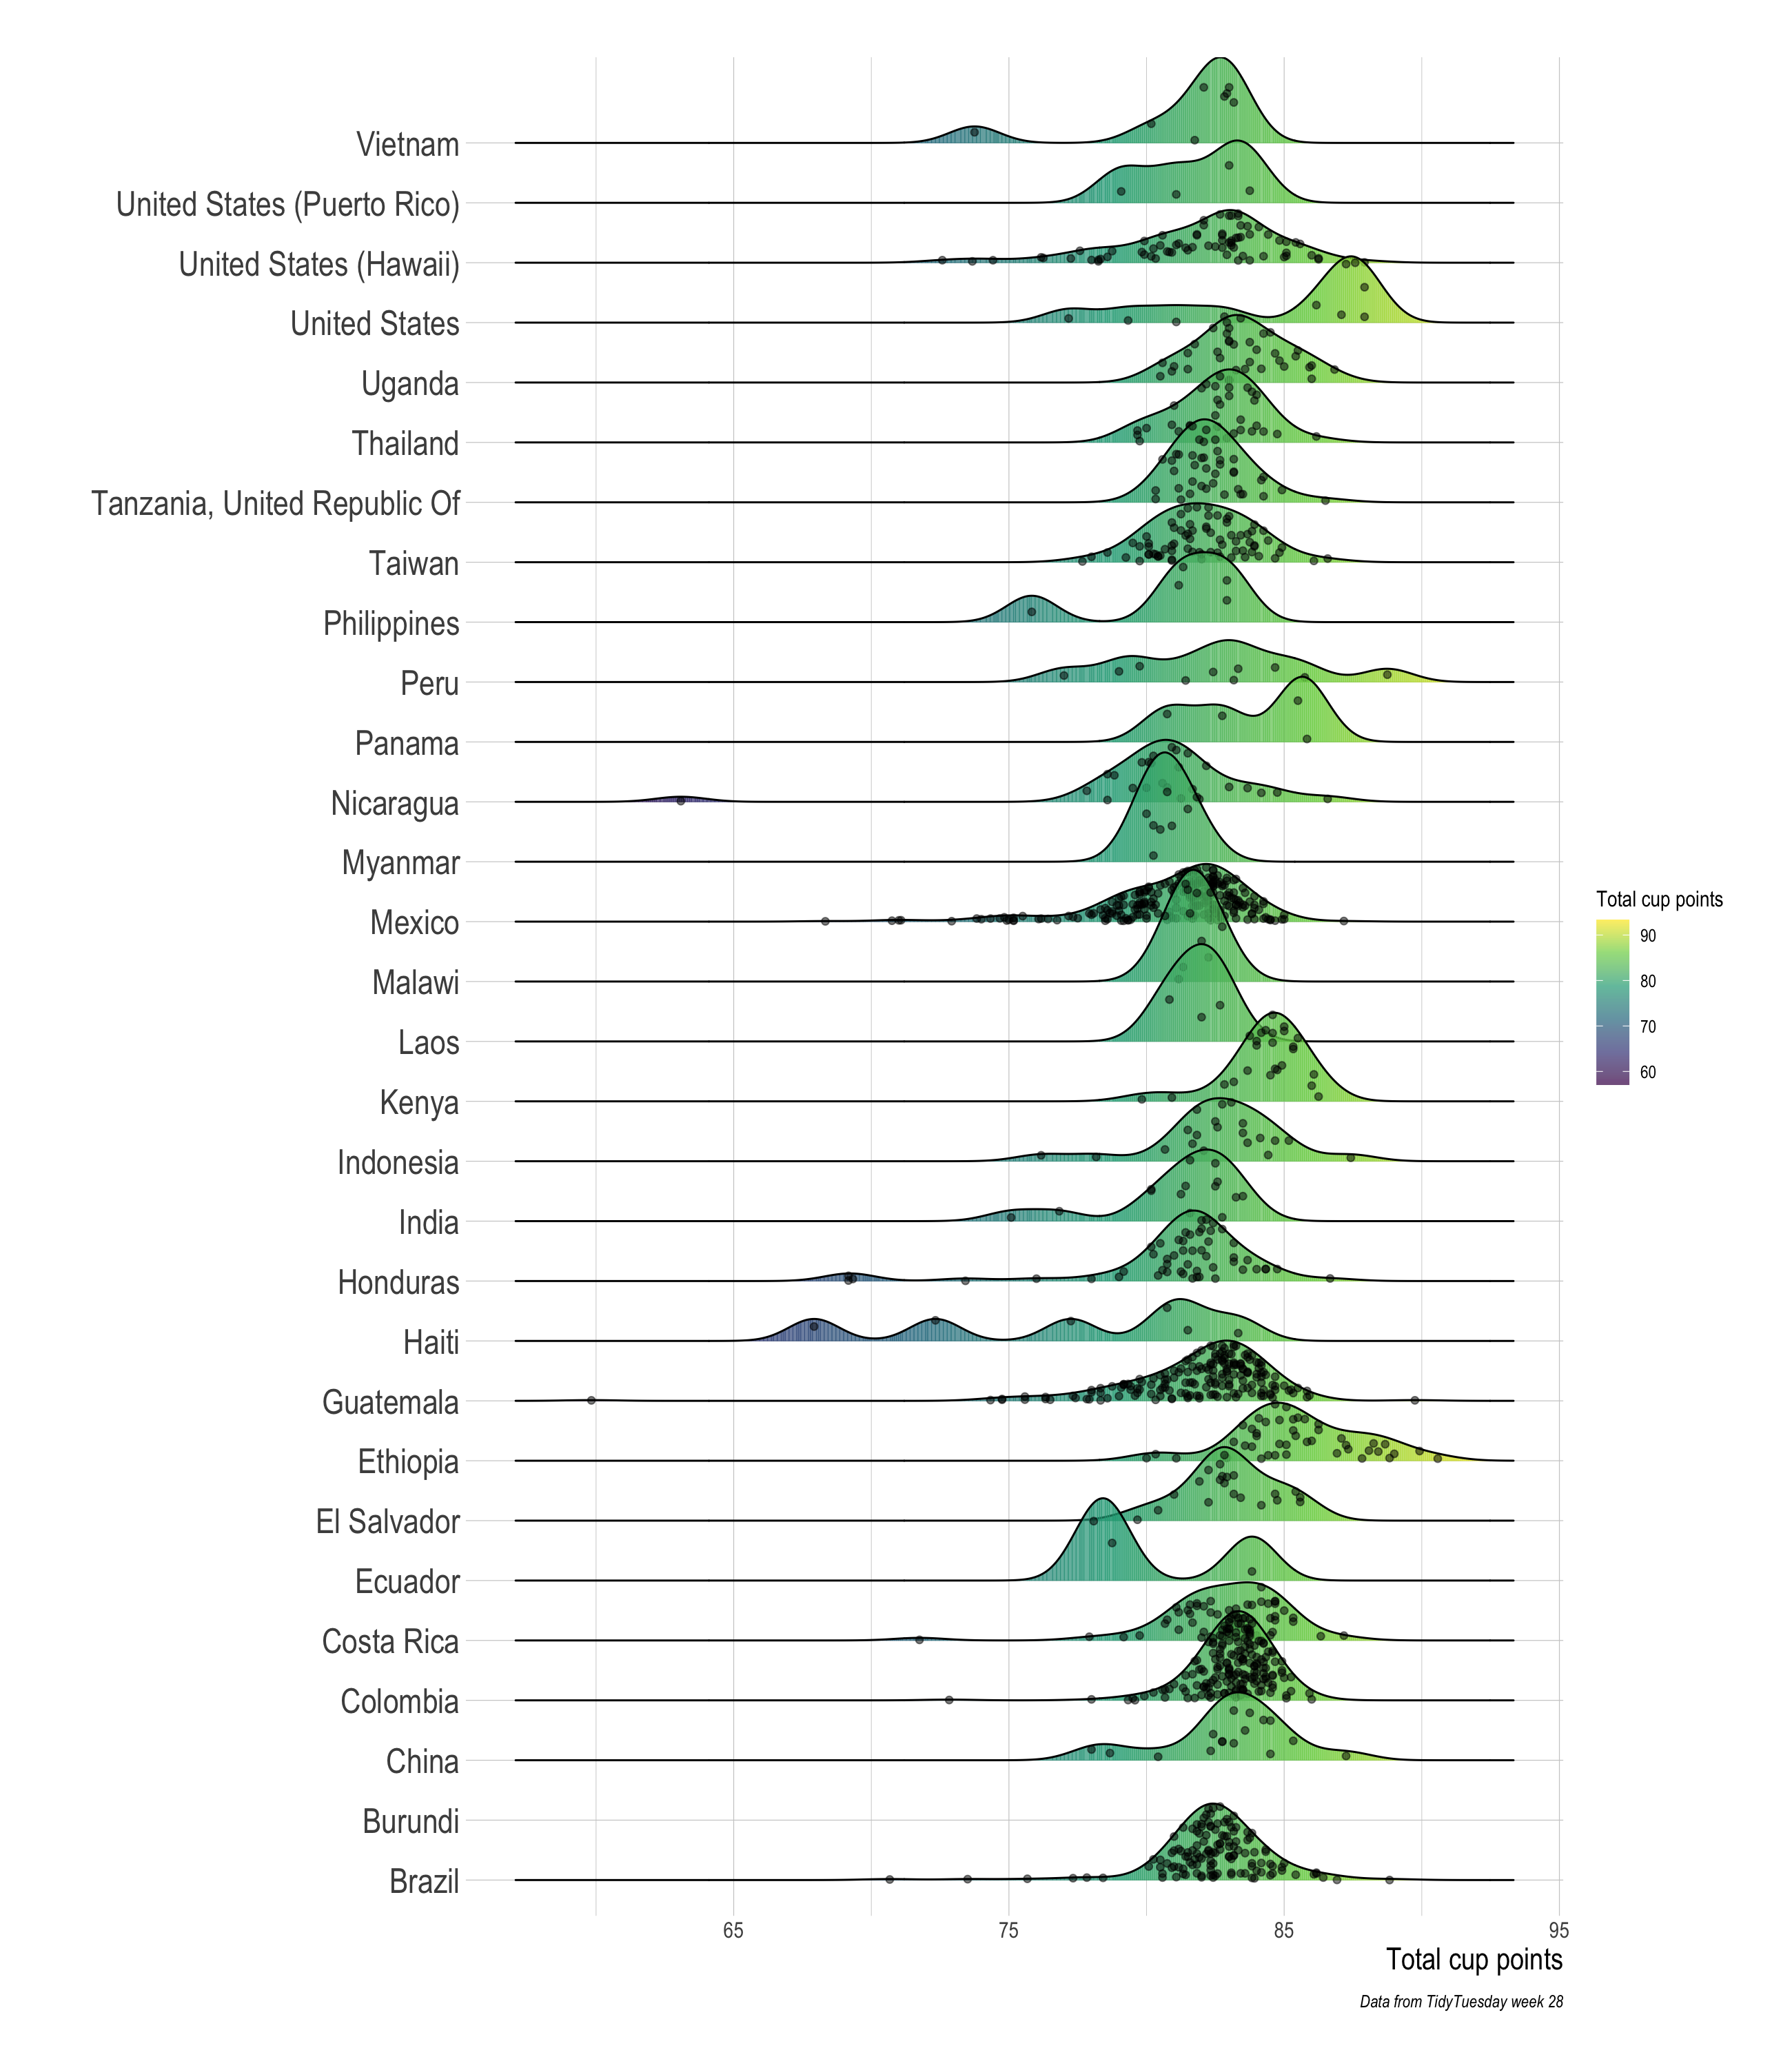 Vietnam
United States (Puerto Rico)
United States (Hawaii)
United States
Uganda
Thailand
Tanzania, United Republic Of
Taiwan
Philippines
Peru
Panama
Nicaragua
Myanmar
Mexico
Malawi
Laos
Kenya
Indonesia
India
Honduras
Haiti
Guatemala
Ethiopia
El Salvador
Ecuador
Costa Rica
Colombia
China
Burundi
Brazil
65 75 85 95
Total cup points
Data from TidyTuesday week 28
Total cup points
90
80
70
60